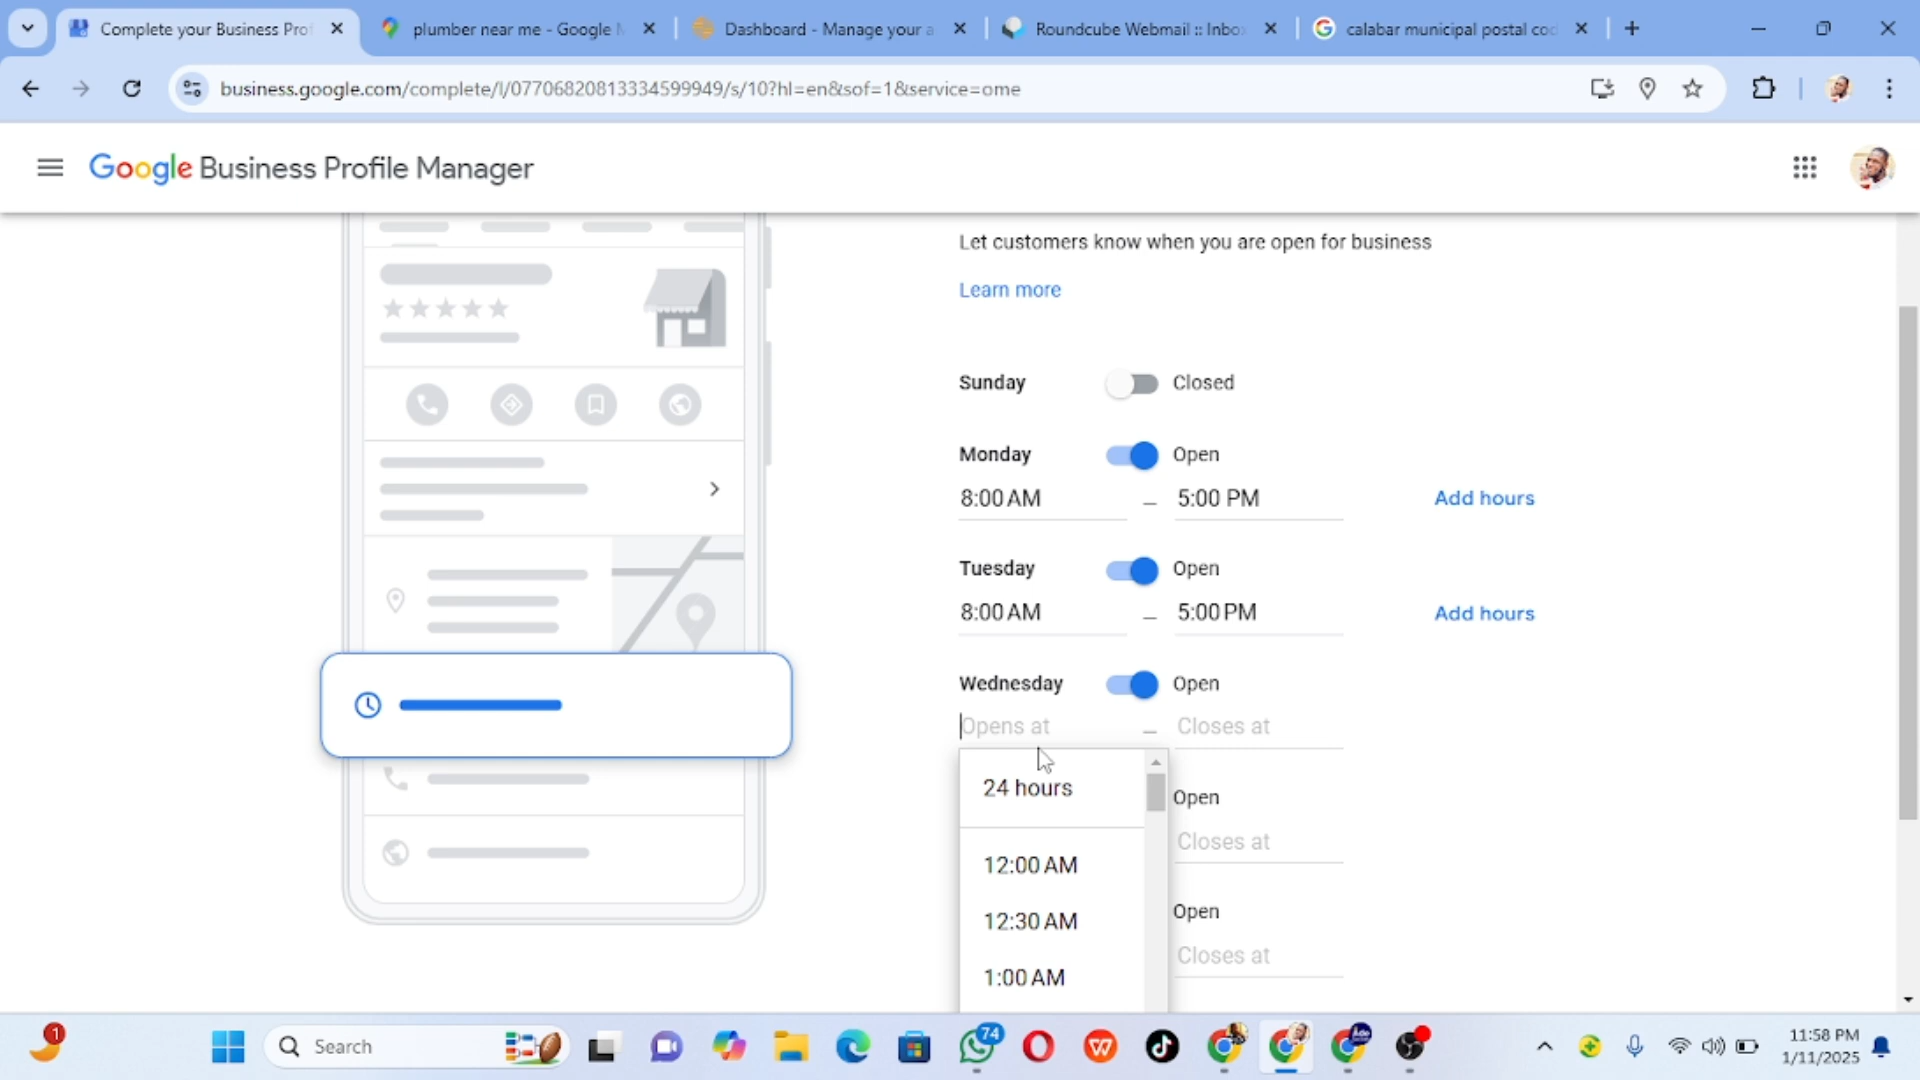 Complete your Business Prof
plumber near me - Google M
Dashboard - Manage your a
Roundcube Webmail :: Inbox
calabar municipal postal cod
business.google.com/complete/l/07706820813334599949/s/10?hl=en&sof=1&service=ome
Google Business Profile Manager
Let customers know when you are open for business
Learn more
Sunday Closed
Monday Open
8:00 AM – 5:00 PM Add hours
Tuesday Open
8:00 AM – 5:00 PM Add hours
Wednesday Open
Opens at – Closes at
24 hours
Open
12:00 AM
Closes at
12:30 AM
Open
1:00 AM
Closes at
1
Search
74
Ade
11:58 PM
1/11/2025